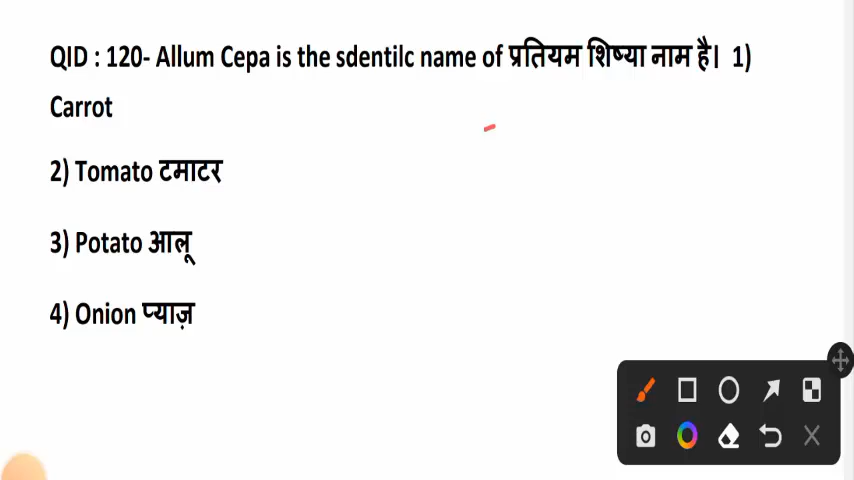 QID : 120- Allum Cepa is the sdentilc name of प्रतियम शिष्या नाम है। 1)
Carrot
2) Tomato टमाटर
3) Potato आलू
4) Onion प्याज़